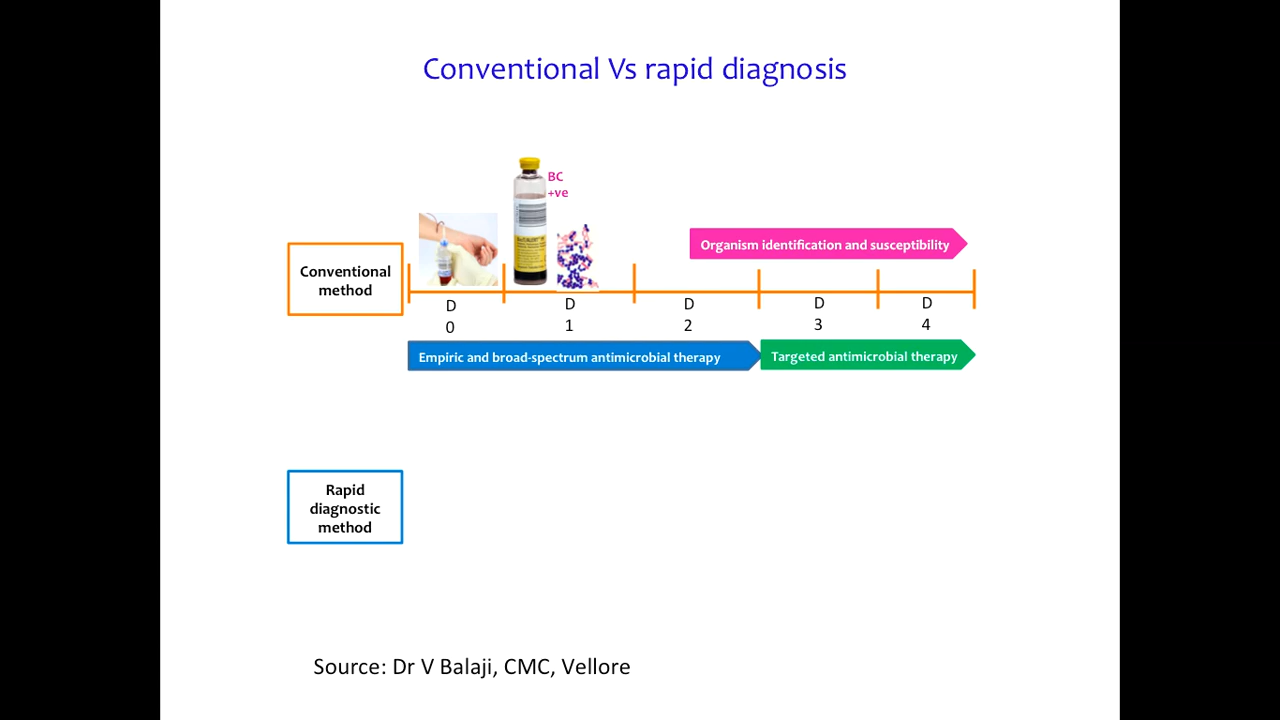 Conventional Vs rapid diagnosis
BC
+ve
Organism identification and susceptibility
Conventional
method
D
0
D
1
D
2
D
3
D
4
Empiric and broad-spectrum antimicrobial therapy
Targeted antimicrobial therapy
Rapid
diagnostic
method
Source: Dr V Balaji, CMC, Vellore